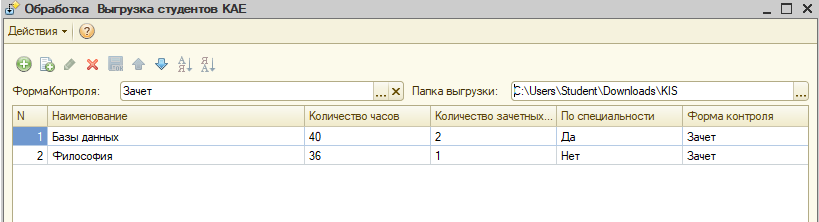 Обработка Выгрузка студентов КАЕ
Действия
ФормаКонтроля: Зачет ... Папка выгрузки: C:\Users\Student\Downloads\KIS ...
N Наименование Количество часов Количество зачетных... По специальности Форма контроля
1 Базы данных 40 2 Да Зачет
2 Философия 36 1 Нет Зачет